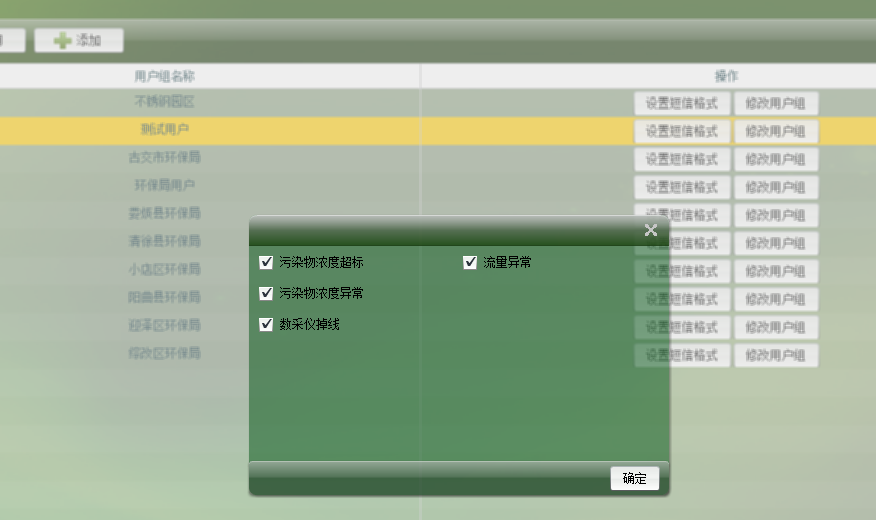 添加
用户组名称 操作
不锈钢园区 设置短信格式 修改用户组
测试用户 设置短信格式 修改用户组
古交市环保局 设置短信格式 修改用户组
环保局用户 设置短信格式 修改用户组
娄烦县环保局 设置短信格式 修改用户组
清徐县环保局 设置短信格式 修改用户组
小店区环保局 设置短信格式 修改用户组
阳曲县环保局 设置短信格式 修改用户组
迎泽区环保局 设置短信格式 修改用户组
综改区环保局 设置短信格式 修改用户组
污染物浓度超标 流量异常
污染物浓度异常
数采仪掉线
确定